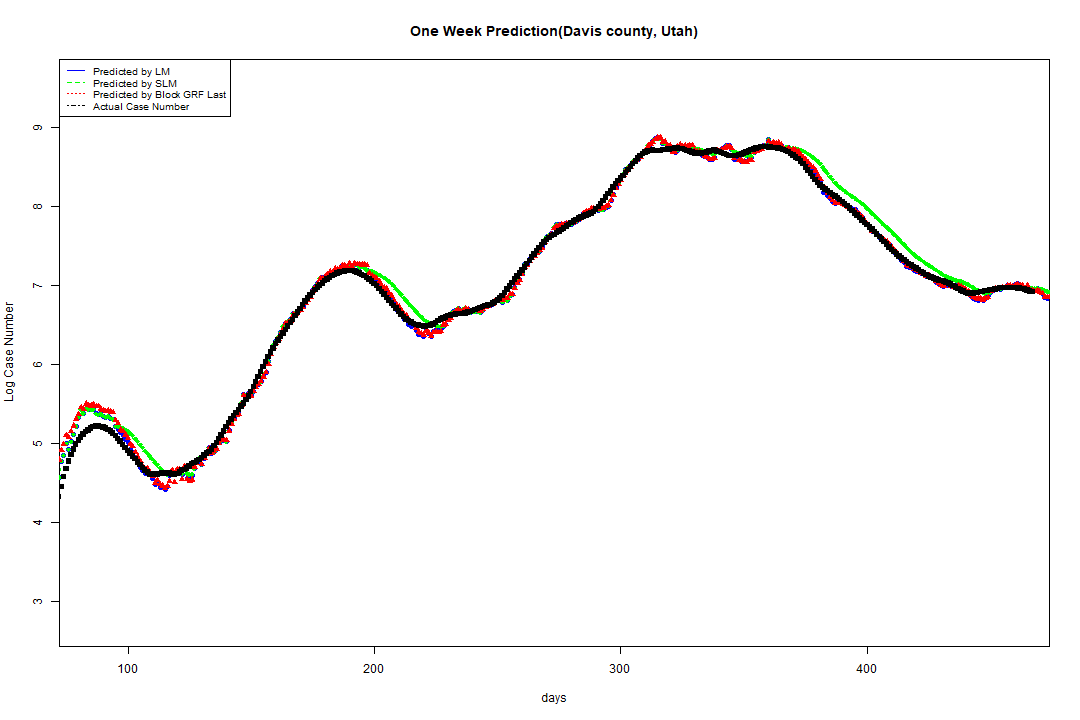 One Week Prediction(Davis county, Utah)
Predicted by LM
Predicted by SLM
Predicted by Block GRF Last
Actual Case Number
9
8
7
6
5
4
3
Log Case Number
100 200 300 400
days